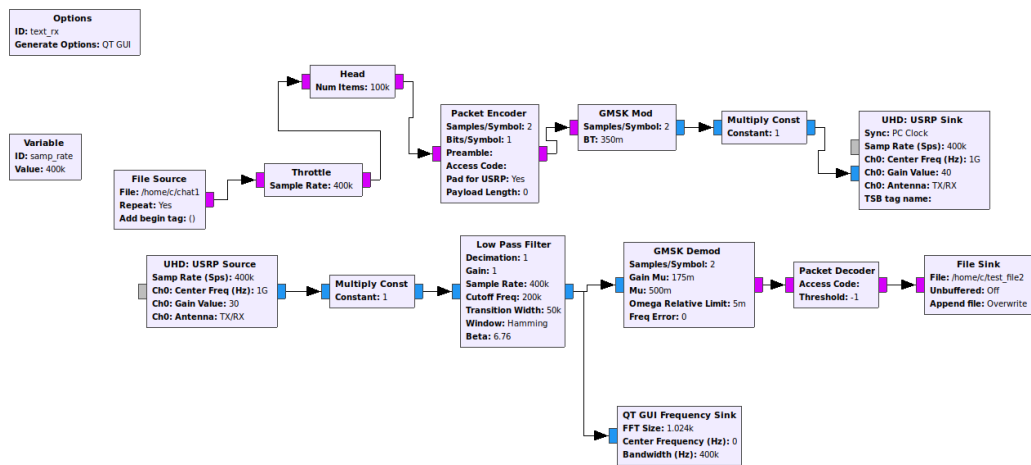 Options
ID: text_rx
Generate Options: QT GUI
Variable
ID: samp_rate
Value: 400k
File Source
File: /home/c/chat1
Repeat: Yes
Add begin tag: ()
Throttle
Sample Rate: 400k
Head
Num Items: 100k
Packet Encoder
Samples/Symbol: 2
Bits/Symbol: 1
Preamble:
Access Code:
Pad for USRP: Yes
Payload Length: 0
GMSK Mod
Samples/Symbol: 2
BT: 350m
Multiply Const
Constant: 1
UHD: USRP Sink
Sync: PC Clock
Samp Rate (Sps): 400k
Ch0: Center Freq (Hz): 1G
Ch0: Gain Value: 40
Ch0: Antenna: TX/RX
TSB tag name:
UHD: USRP Source
Samp Rate (Sps): 400k
Ch0: Center Freq (Hz): 1G
Ch0: Gain Value: 30
Ch0: Antenna: TX/RX
Multiply Const
Constant: 1
Low Pass Filter
Decimation: 1
Gain: 1
Sample Rate: 400k
Cutoff Freq: 200k
Transition Width: 50k
Window: Hamming
Beta: 6.76
GMSK Demod
Samples/Symbol: 2
Gain Mu: 175m
Mu: 500m
Omega Relative Limit: 5m
Freq Error: 0
Packet Decoder
Access Code:
Threshold: -1
File Sink
File: /home/c/test_file2
Unbuffered: Off
Append file: Overwrite
QT GUI Frequency Sink
FFT Size: 1.024k
Center Frequency (Hz): 0
Bandwidth (Hz): 400k